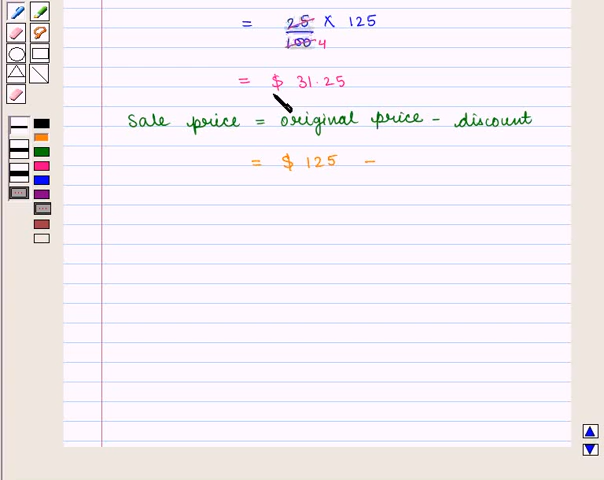 = 25/100 4 × 125
= $ 31.25
Sale price = original price - discount
= $ 125 -